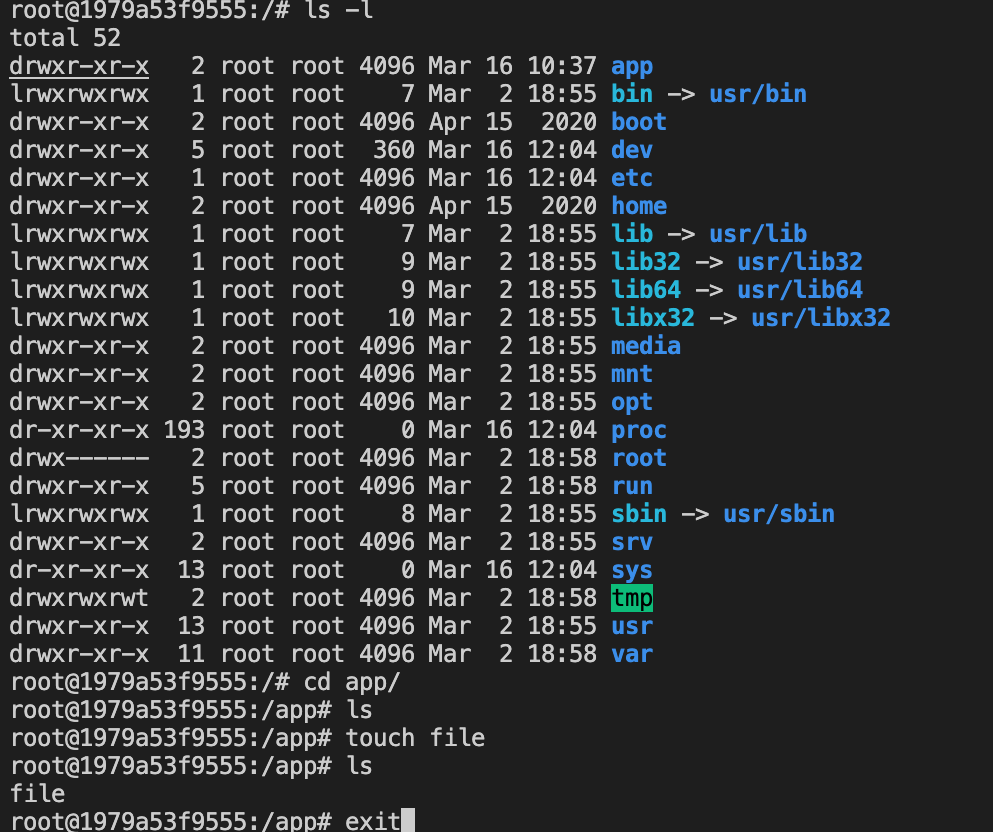 root@1979a53f9555:/# ls -l
total 52
drwxr-xr-x   2 root root 4096 Mar 16 10:37 app
lrwxrwxrwx   1 root root    7 Mar  2 18:55 bin -> usr/bin
drwxr-xr-x   2 root root 4096 Apr 15  2020 boot
drwxr-xr-x   5 root root  360 Mar 16 12:04 dev
drwxr-xr-x   1 root root 4096 Mar 16 12:04 etc
drwxr-xr-x   2 root root 4096 Apr 15  2020 home
lrwxrwxrwx   1 root root    7 Mar  2 18:55 lib -> usr/lib
lrwxrwxrwx   1 root root    9 Mar  2 18:55 lib32 -> usr/lib32
lrwxrwxrwx   1 root root    9 Mar  2 18:55 lib64 -> usr/lib64
lrwxrwxrwx   1 root root   10 Mar  2 18:55 libx32 -> usr/libx32
drwxr-xr-x   2 root root 4096 Mar  2 18:55 media
drwxr-xr-x   2 root root 4096 Mar  2 18:55 mnt
drwxr-xr-x   2 root root 4096 Mar  2 18:55 opt
dr-xr-xr-x 193 root root    0 Mar 16 12:04 proc
drwx------   2 root root 4096 Mar  2 18:58 root
drwxr-xr-x   5 root root 4096 Mar  2 18:58 run
lrwxrwxrwx   1 root root    8 Mar  2 18:55 sbin -> usr/sbin
drwxr-xr-x   2 root root 4096 Mar  2 18:55 srv
dr-xr-xr-x  13 root root    0 Mar 16 12:04 sys
drwxrwxrwt   2 root root 4096 Mar  2 18:58 tmp
drwxr-xr-x  13 root root 4096 Mar  2 18:55 usr
drwxr-xr-x  11 root root 4096 Mar  2 18:58 var
root@1979a53f9555:/# cd app/
root@1979a53f9555:/app# ls
root@1979a53f9555:/app# touch file
root@1979a53f9555:/app# ls
file
root@1979a53f9555:/app# exit